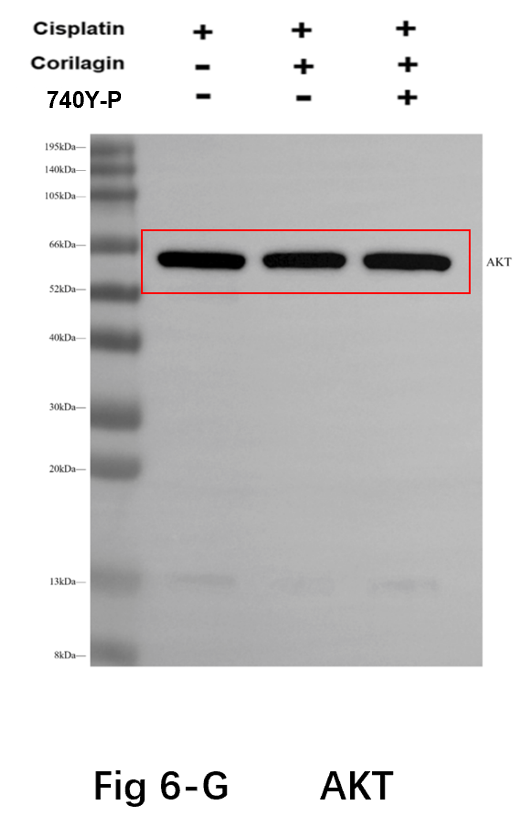 Cisplatin + + +
Corilagin - + +
740Y-P - - +
195kDa
140kDa
105kDa
66kDa
AKT
52kDa
40kDa
30kDa
20kDa
13kDa
8kDa
Fig 6-G AKT